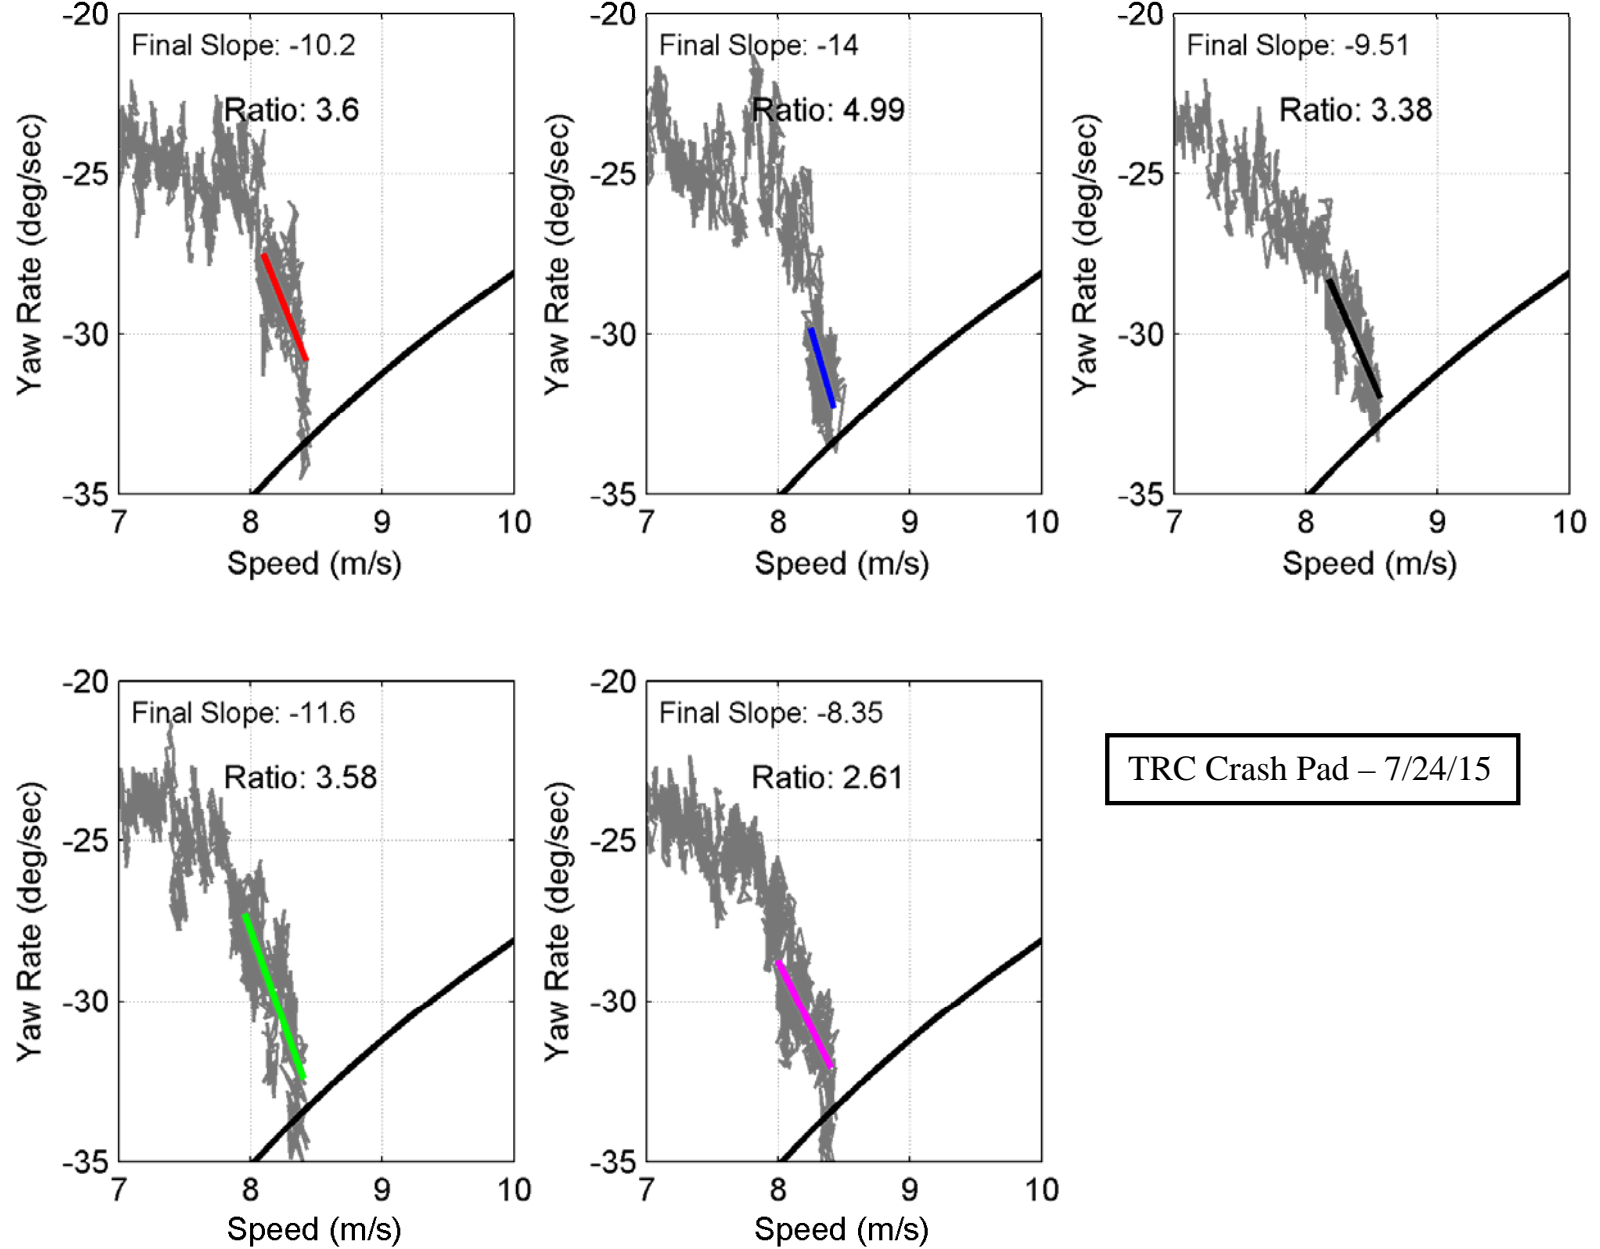 -20
-25
-30
-35
Yaw Rate (deg/sec)
Final Slope: -10.2
Ratio: 3.6
7 8 9 10
Speed (m/s)
-20
-25
-30
-35
Yaw Rate (deg/sec)
Final Slope: -14
Ratio: 4.99
7 8 9 10
Speed (m/s)
-20
-25
-30
-35
Yaw Rate (deg/sec)
Final Slope: -9.51
Ratio: 3.38
7 8 9 10
Speed (m/s)
-20
-25
-30
-35
Yaw Rate (deg/sec)
Final Slope: -11.6
Ratio: 3.58
7 8 9 10
Speed (m/s)
-20
-25
-30
-35
Yaw Rate (deg/sec)
Final Slope: -8.35
Ratio: 2.61
7 8 9 10
Speed (m/s)
TRC Crash Pad – 7/24/15